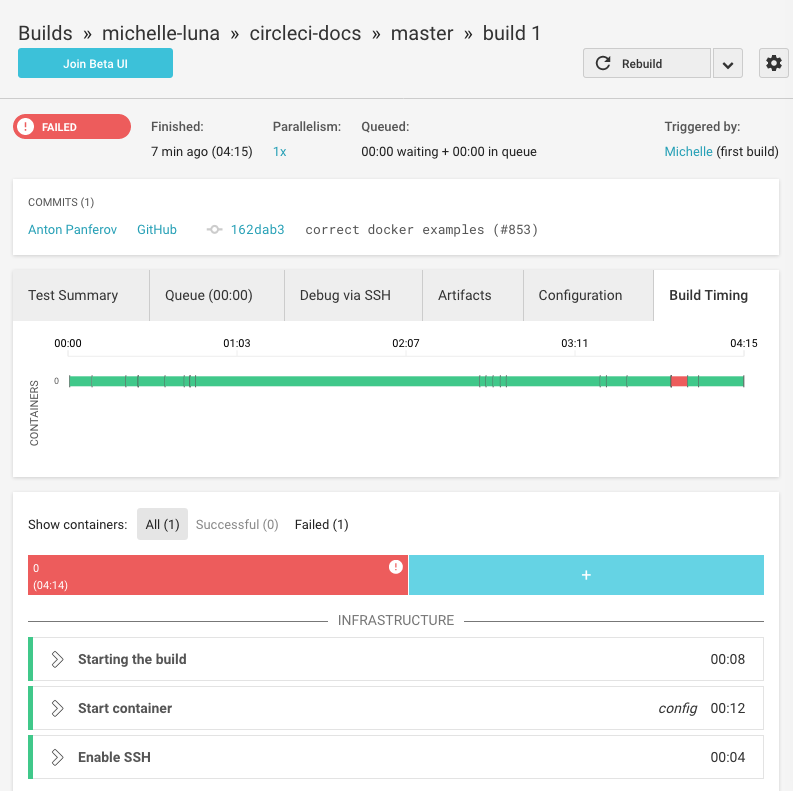 Builds » michelle-luna » circleci-docs » master » build 1
Join Beta UI
Rebuild
FAILED
Finished:
7 min ago (04:15)
Parallelism:
1x
Queued:
00:00 waiting + 00:00 in queue
Triggered by:
Michelle (first build)
COMMITS (1)
Anton Panferov GitHub 162dab3 correct docker examples (#853)
Test Summary Queue (00:00) Debug via SSH Artifacts Configuration Build Timing
00:00 01:03 02:07 03:11 04:15
0
CONTAINERS
Show containers: All (1) Successful (0) Failed (1)
0
(04:14)
+
INFRASTRUCTURE
Starting the build 00:08
Start container config 00:12
Enable SSH 00:04